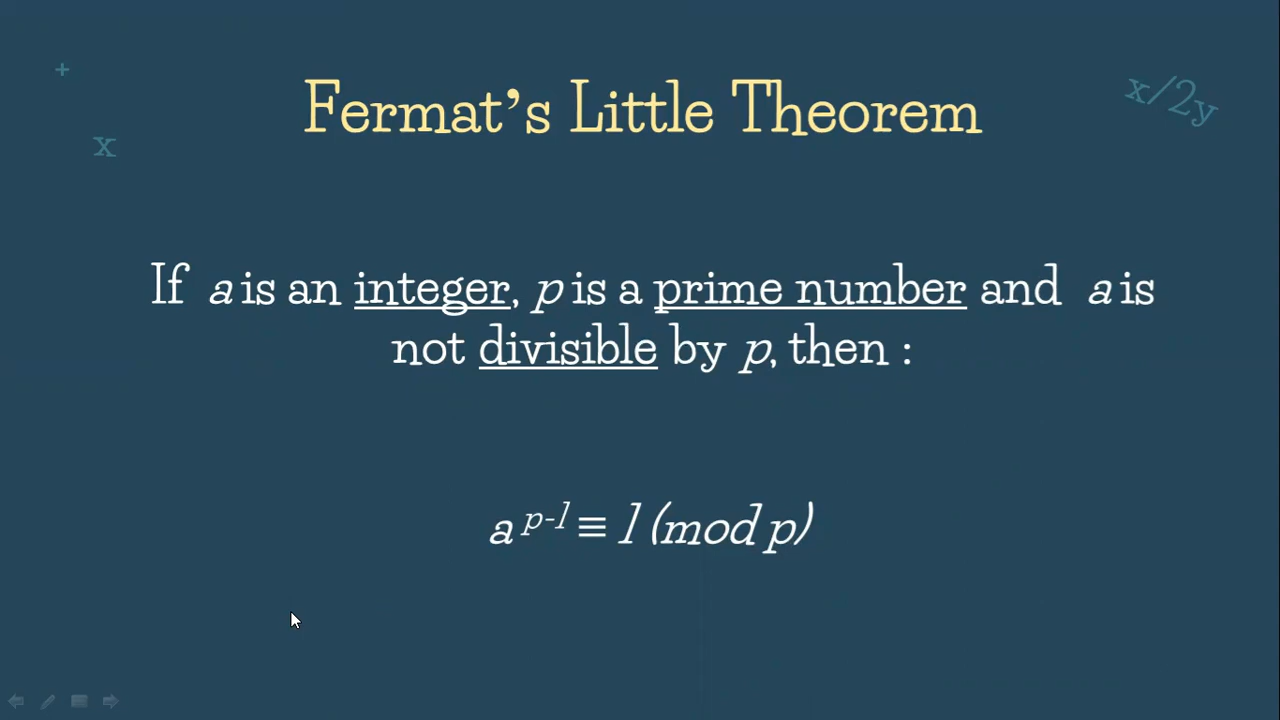 +
x/2y
Fermat's Little Theorem
x
If a is an integer, p is a prime number and a is
not divisible by p, then :
a ᵖ⁻¹ ≡ 1 (mod p)